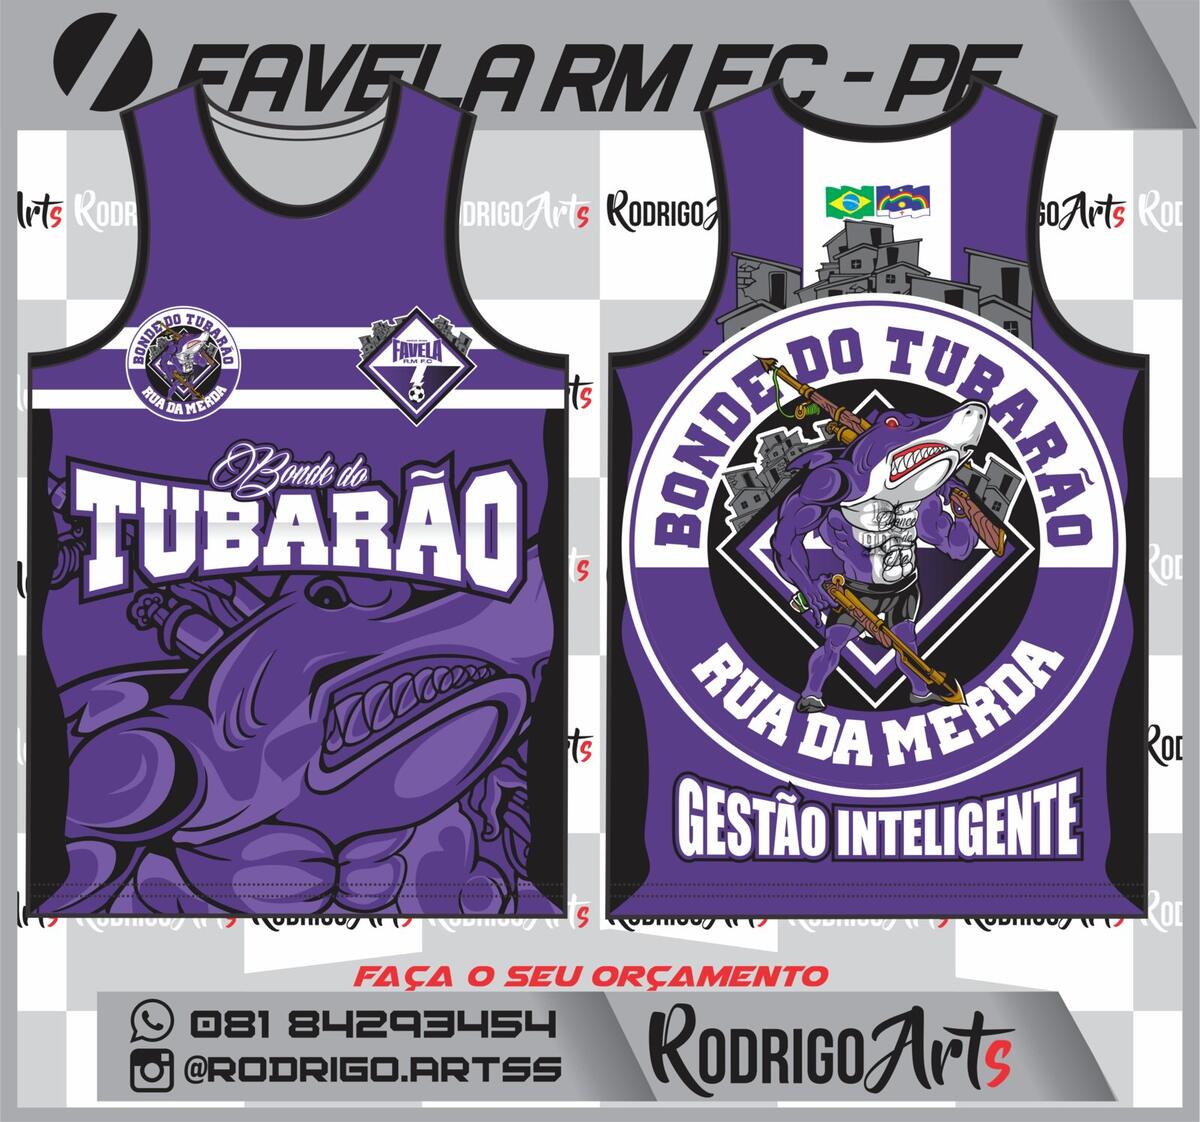 FAVELA RM FC - PE
RODRIGOArts
BONDE DO TUBARÃO
RUA DA MERDA
FAVELA
R.M F.C
Bonde do
TUBARÃO
BONDE DO TUBARÃO
RUA DA MERDA
GESTÃO INTELIGENTE
FAÇA O SEU ORÇAMENTO
081 84293454
@RODRIGO.ARTSS
RODRIGOArts